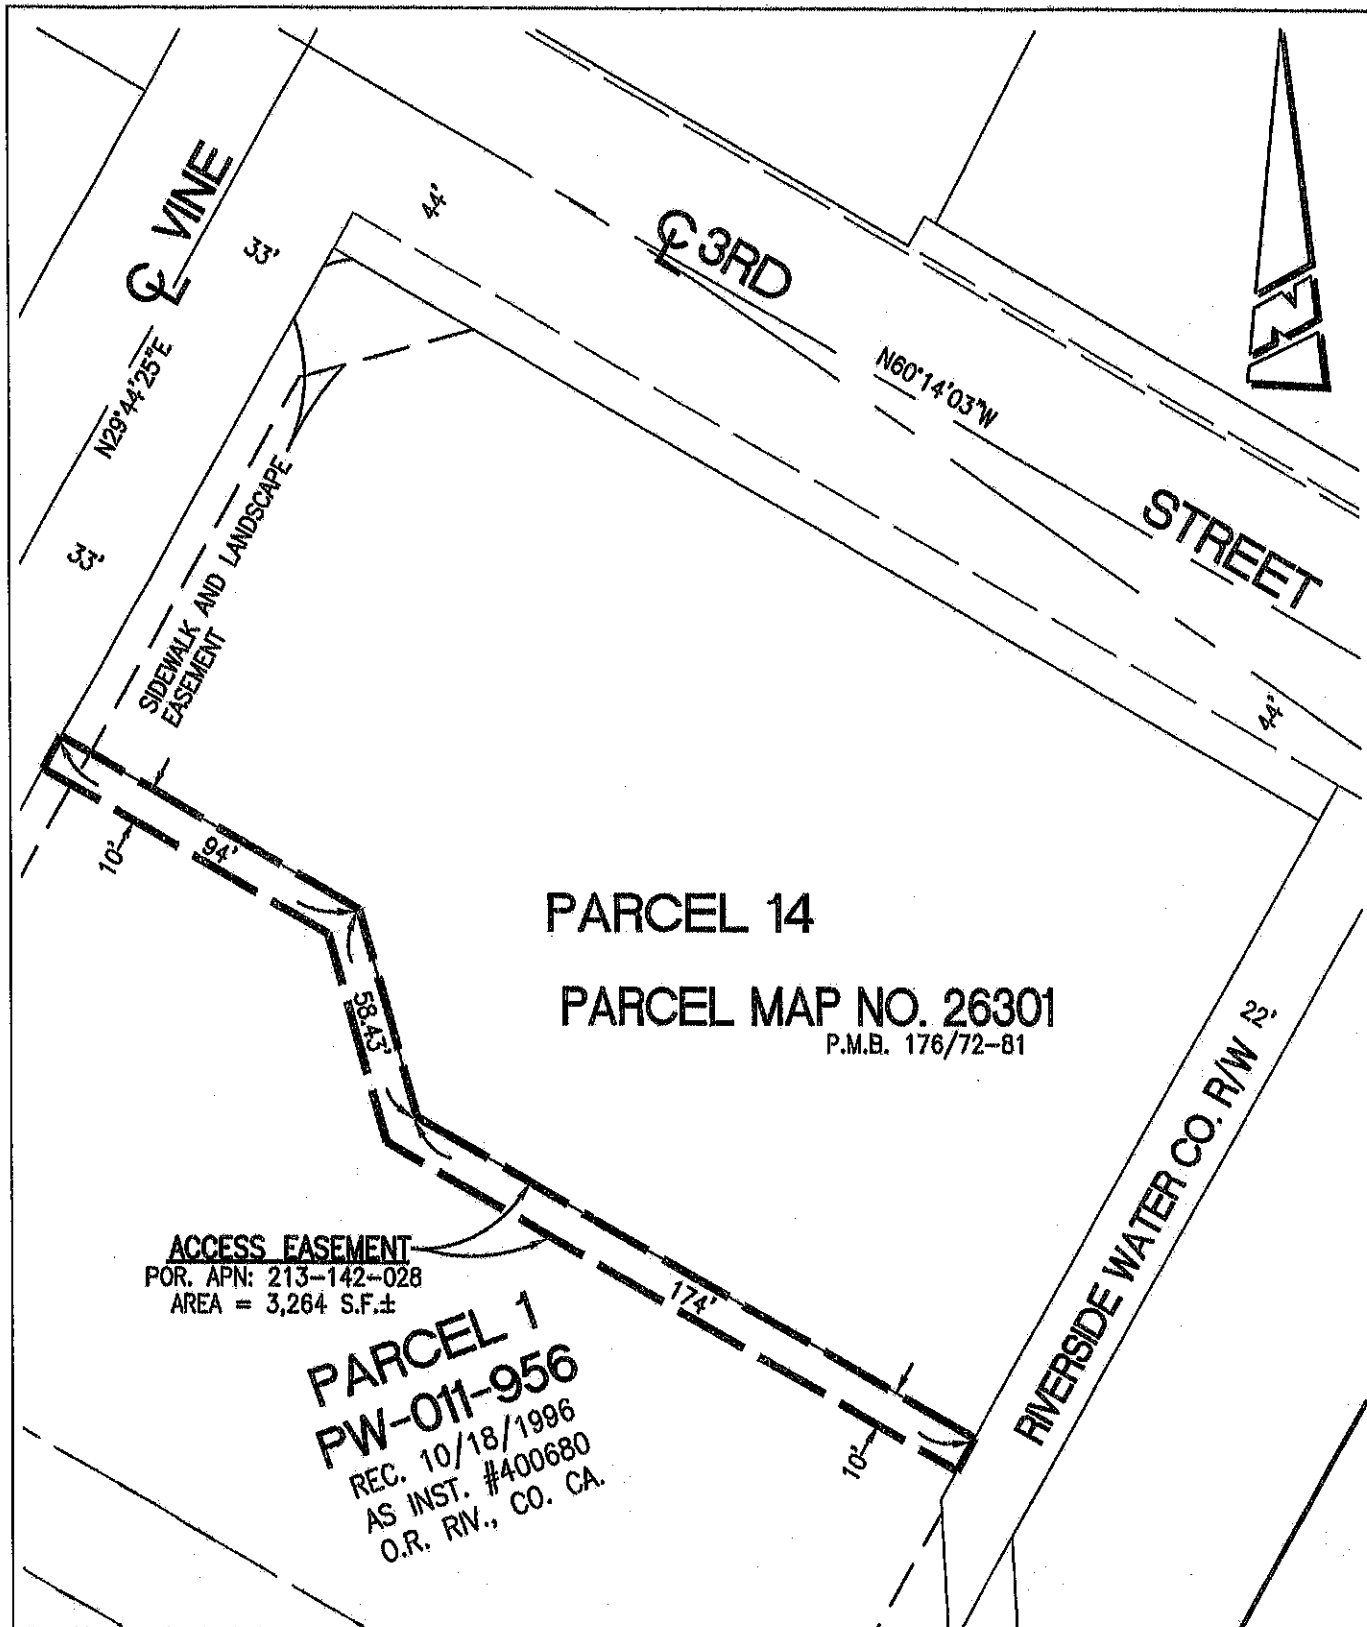 ℄ VINE
33'
44'
℄ 3RD
STREET
N
N29°44'25"E
N60°14'03"W
33'
SIDEWALK AND LANDSCAPE
EASEMENT
44'
10'
94'
58.43'
PARCEL 14
PARCEL MAP NO. 26301
P.M.B. 176/72-81
22'
RIVERSIDE WATER CO. R/W
ACCESS EASEMENT
POR. APN: 213-142-028
AREA = 3,264 S.F.±
174'
10'
PARCEL 1
PW-011-956
REC. 10/18/1996
AS INST. #400680
O.R. RIV., CO. CA.